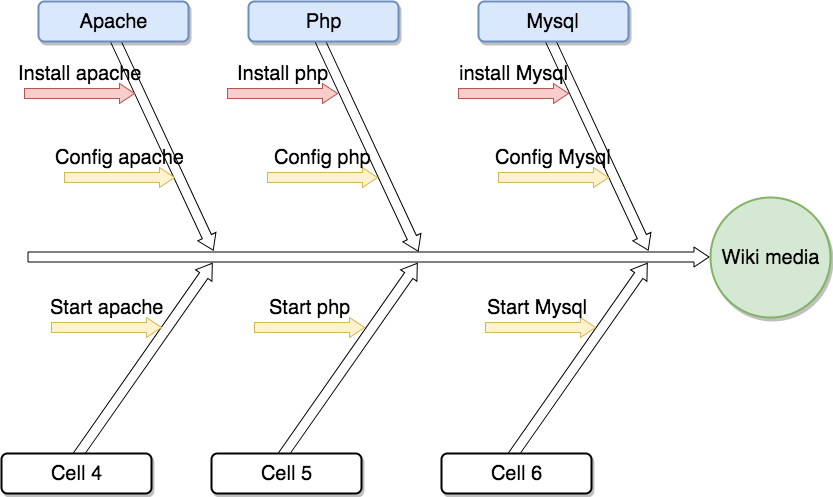 Apache
Php
Mysql
Install apache
Install php
install Mysql
Config apache
Config php
Config Mysql
Wiki media
Start apache
Start php
Start Mysql
Cell 4
Cell 5
Cell 6